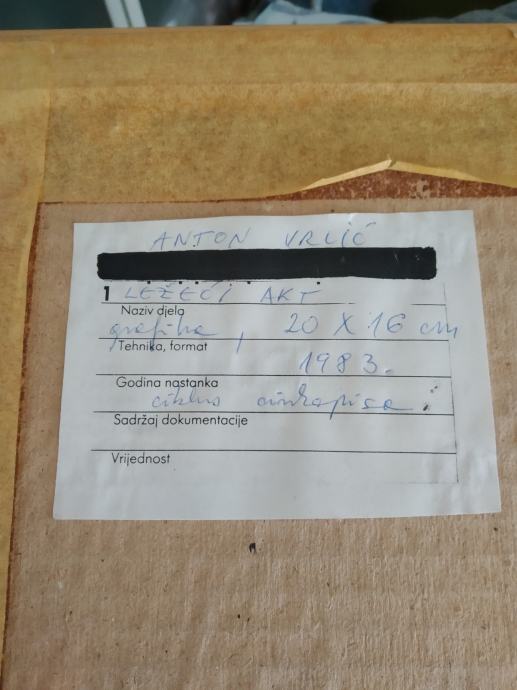 ANTON VRLIĆ
1 LEŽEĆI AKT
Naziv djela
grafika, 20 X 16 cm
Tehnika, format
1983.
Godina nastanka
ciklus cinkopisa
Sadržaj dokumentacije
Vrijednost